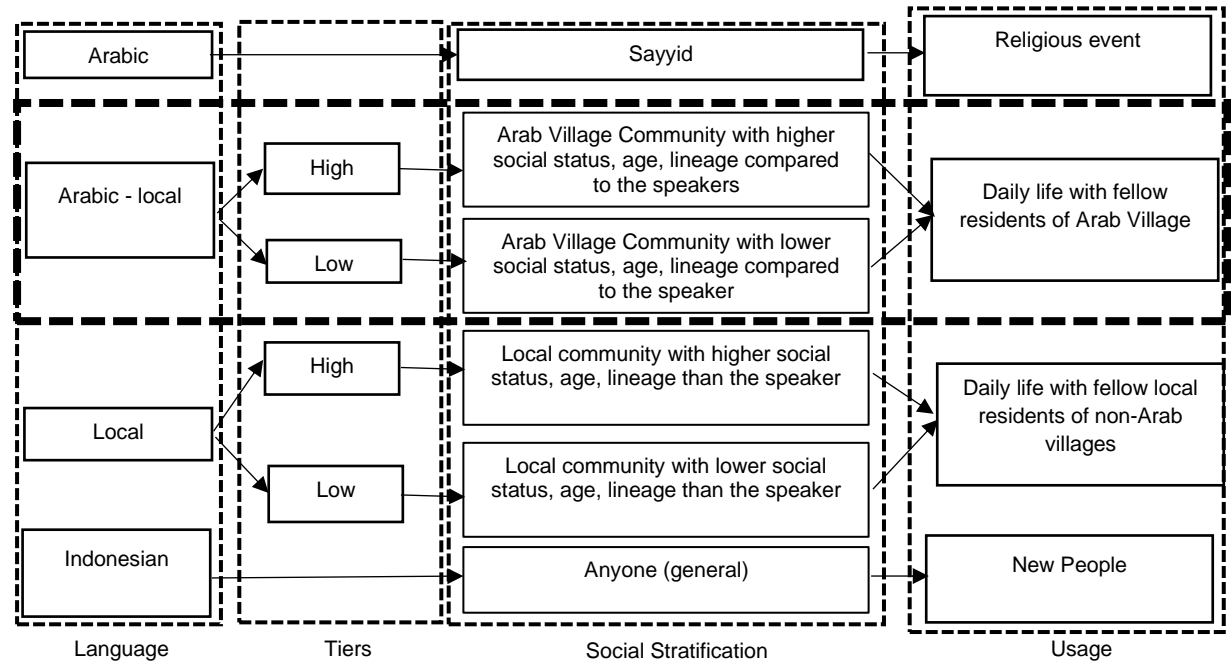 Arabic
Sayyid
Religious event
Arabic - local
High
Arab Village Community with higher
social status, age, lineage compared
to the speakers
Daily life with fellow
residents of Arab Village
Low
Arab Village Community with lower
social status, age, lineage compared
to the speaker
Local
High
Local community with higher social
status, age, lineage than the speaker
Daily life with fellow local
residents of non-Arab
villages
Low
Local community with lower social
status, age, lineage than the speaker
Indonesian
Anyone (general)
New People
Language
Tiers
Social Stratification
Usage